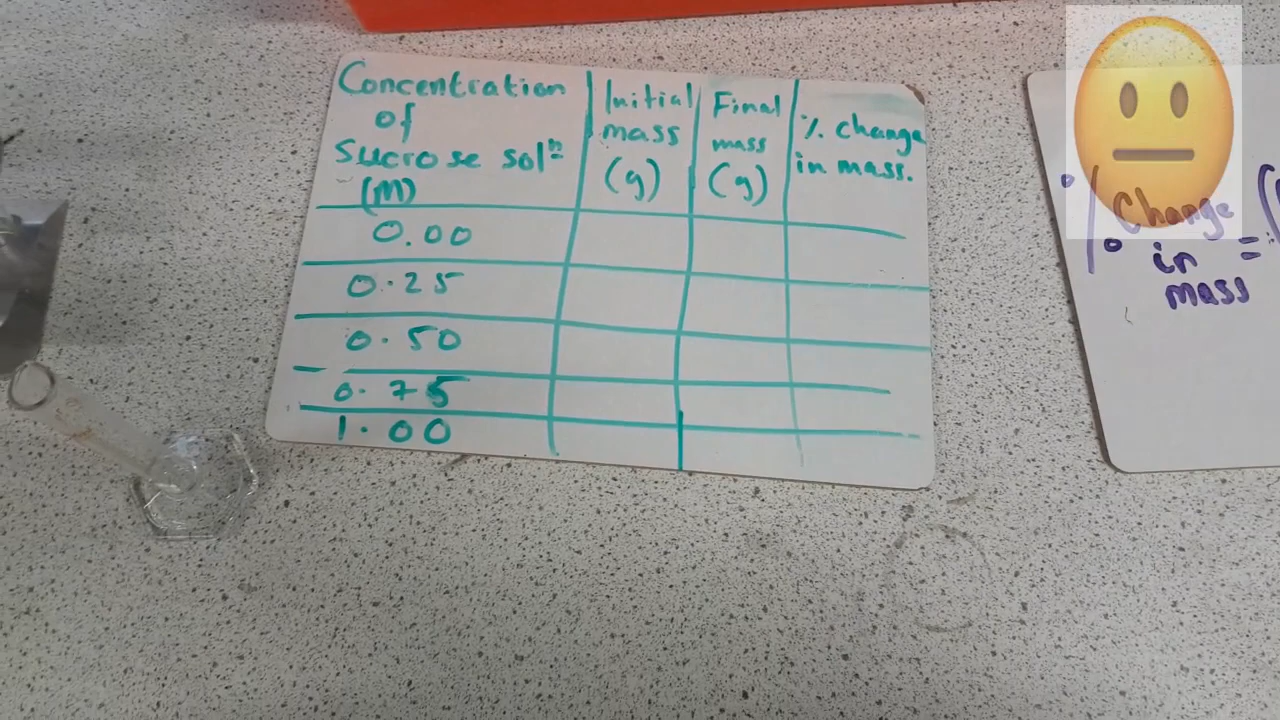 Concentration
of
Sucrose solⁿ
(M)
Initial
mass
(g)
Final
mass
(g)
% change
in mass.
0.00
0.25
0.50
0.75
1.00
% Change
in =
mass